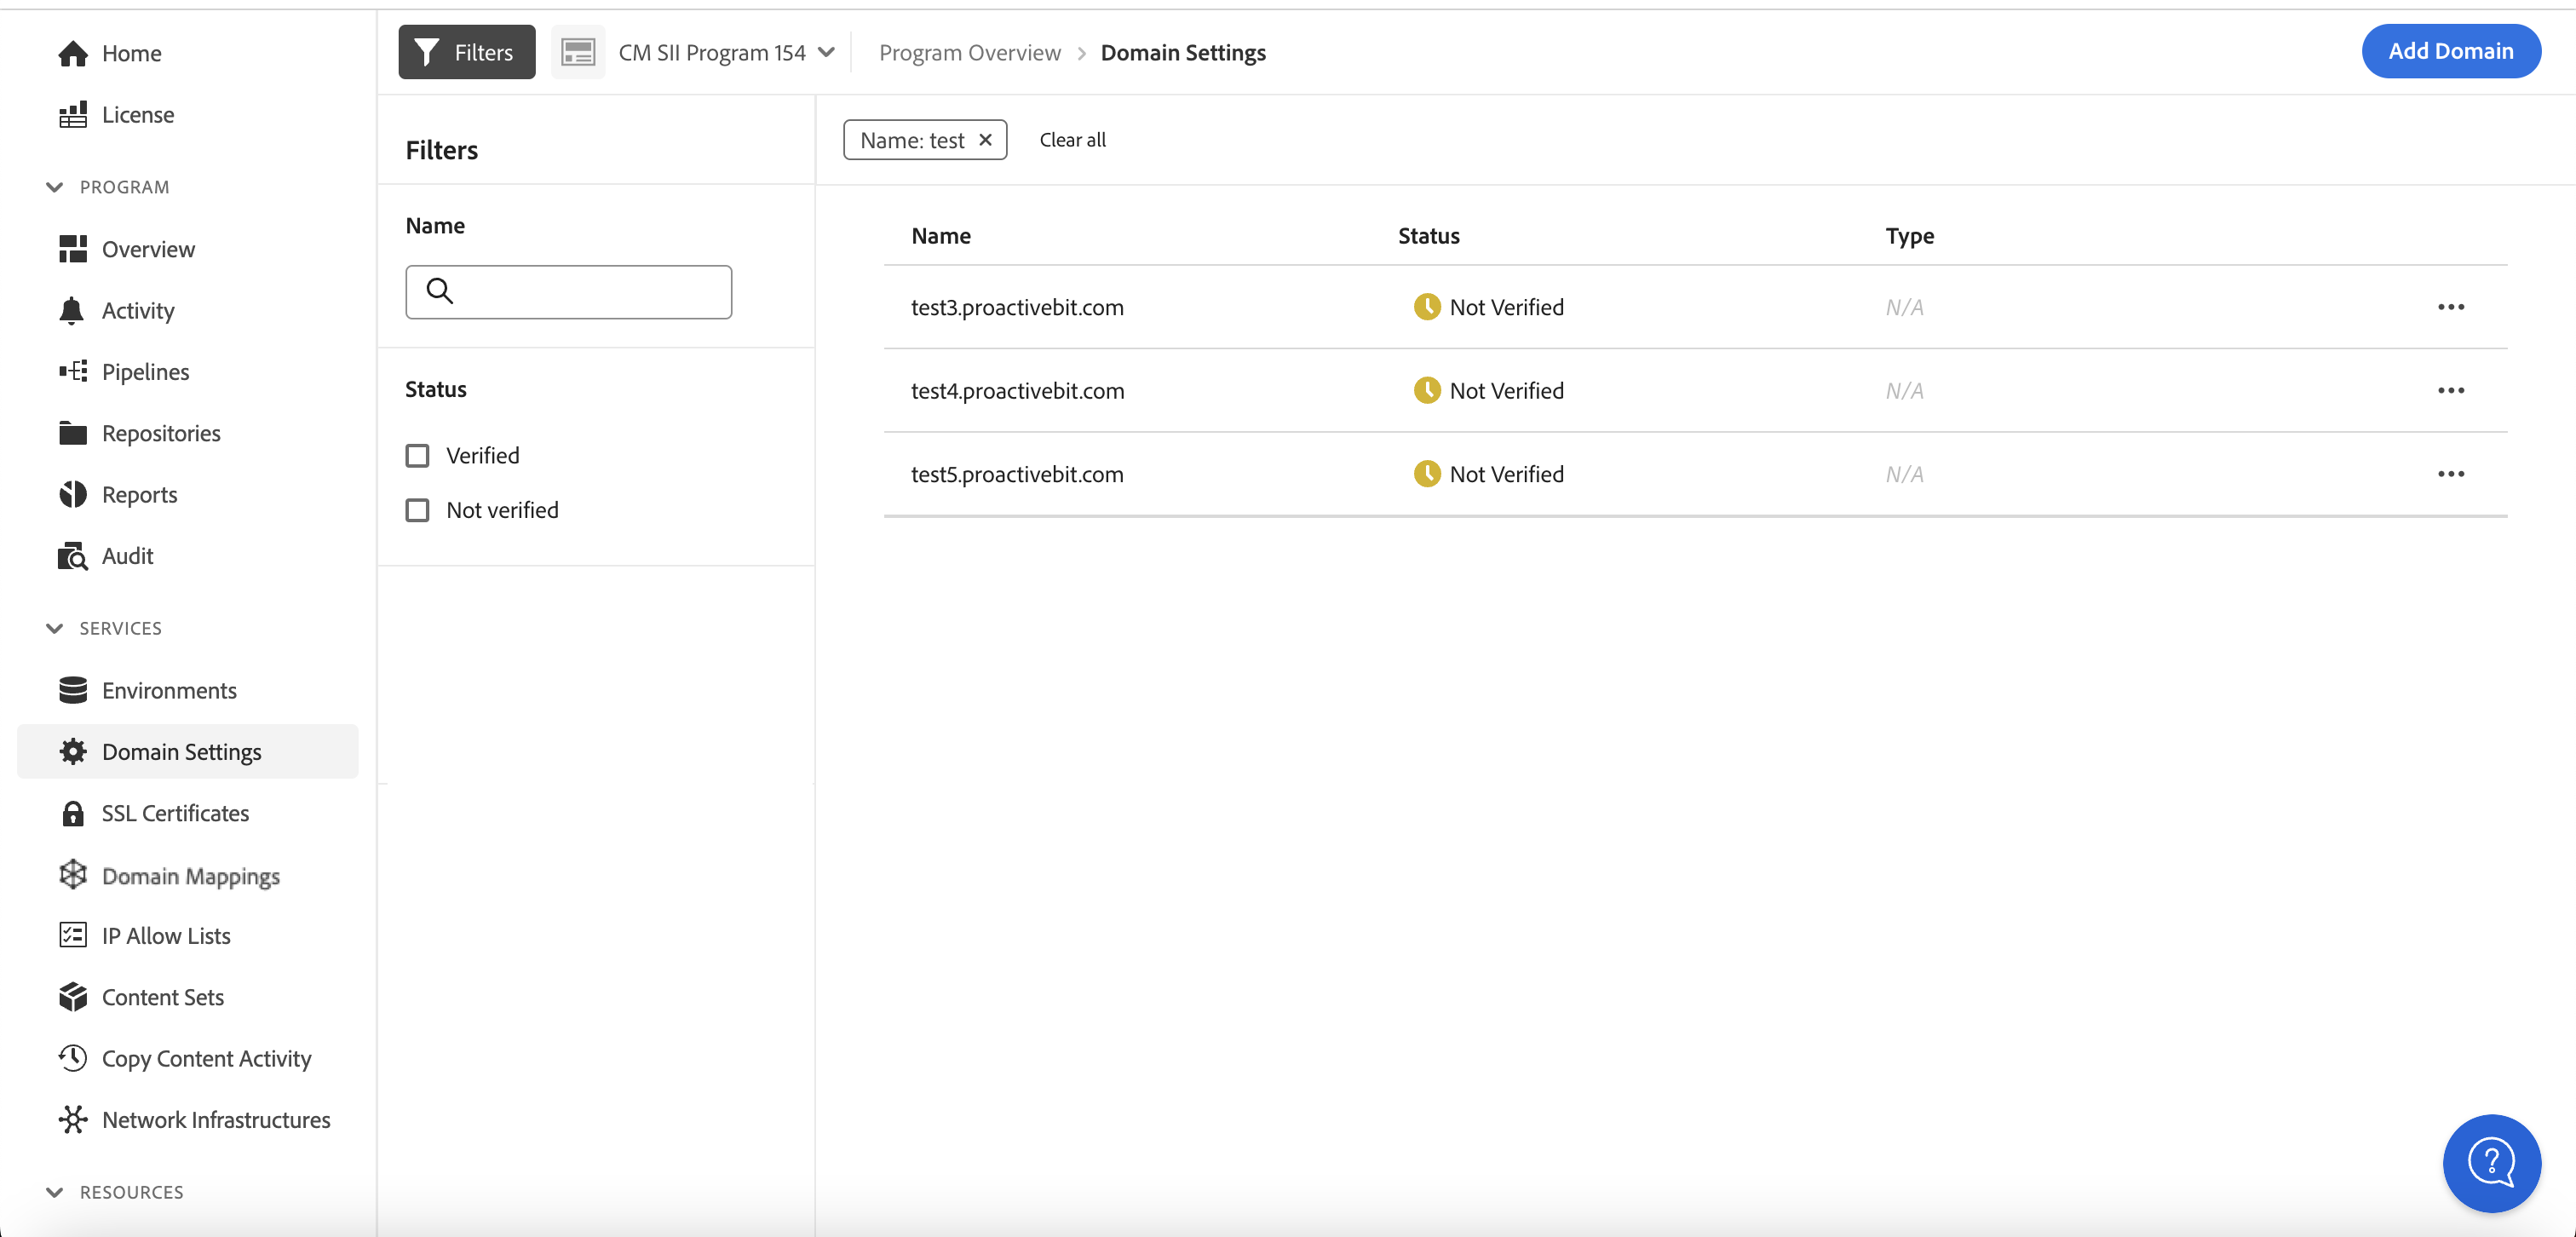 Home
License
PROGRAM
Overview
Activity
Pipelines
Repositories
Reports
Audit
SERVICES
Environments
Domain Settings
SSL Certificates
Domain Mappings
IP Allow Lists
Content Sets
Copy Content Activity
Network Infrastructures
RESOURCES
Filters CM SII Program 154 Program Overview > Domain Settings Add Domain
Filters
Name
Status
Verified
Not verified
Name: test × Clear all
Name Status Type
test3.proactivebit.com Not Verified N/A
test4.proactivebit.com Not Verified N/A
test5.proactivebit.com Not Verified N/A